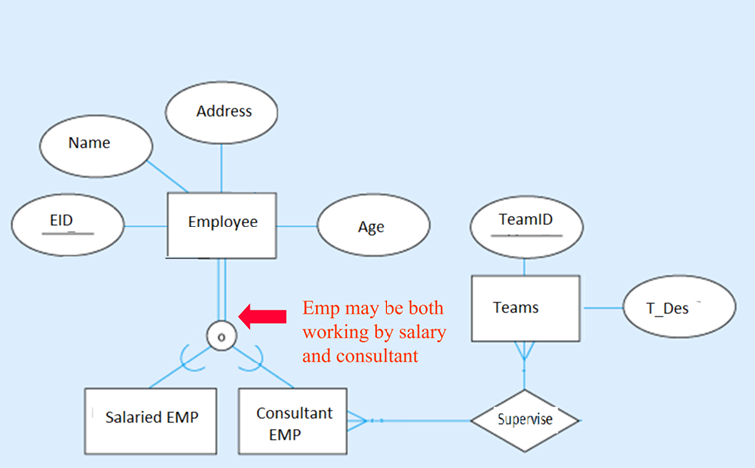 Address
Name
EID
Employee
Age
TeamID
Teams
T_Des
Emp may be both
working by salary
and consultant
o
Salaried EMP
Consultant
EMP
Supervise